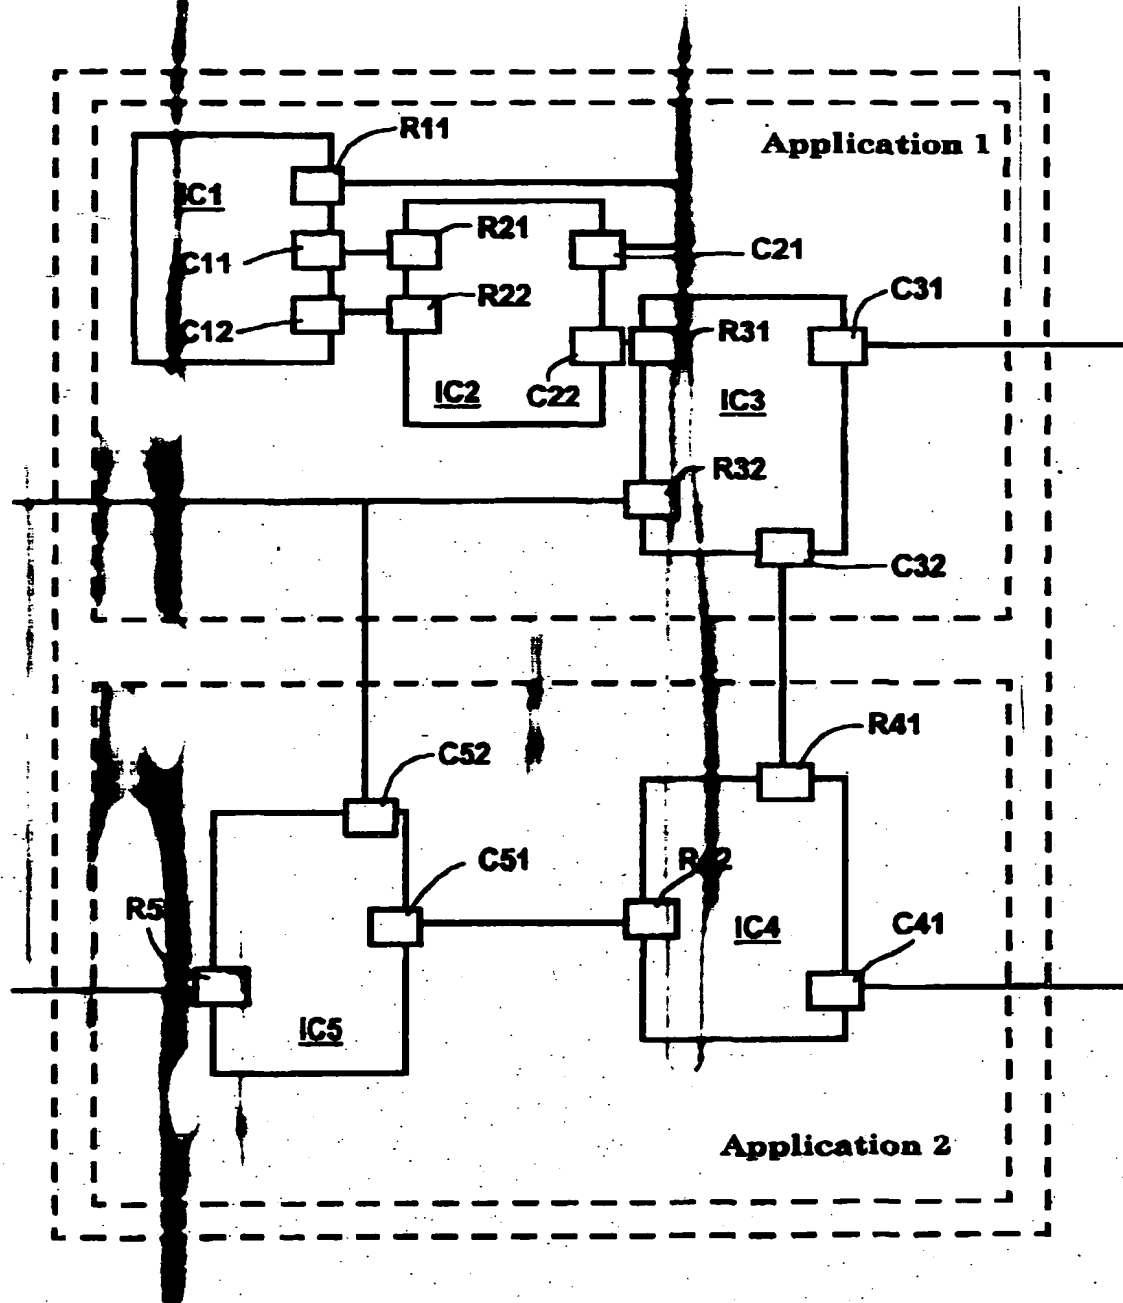 R11
Application 1
IC1
R21
C21
C11
R22
C31
C12
R31
C22
IC2
IC3
R32
C32
R41
C52
C51
R5
IC4
C41
IC5
Application 2